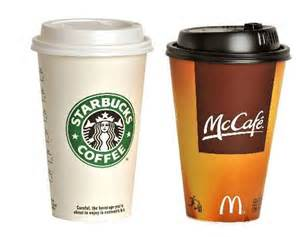 STARBUCKS
COFFEE
Careful, the beverage you're
about to enjoy is extremely hot.
McCafé
M